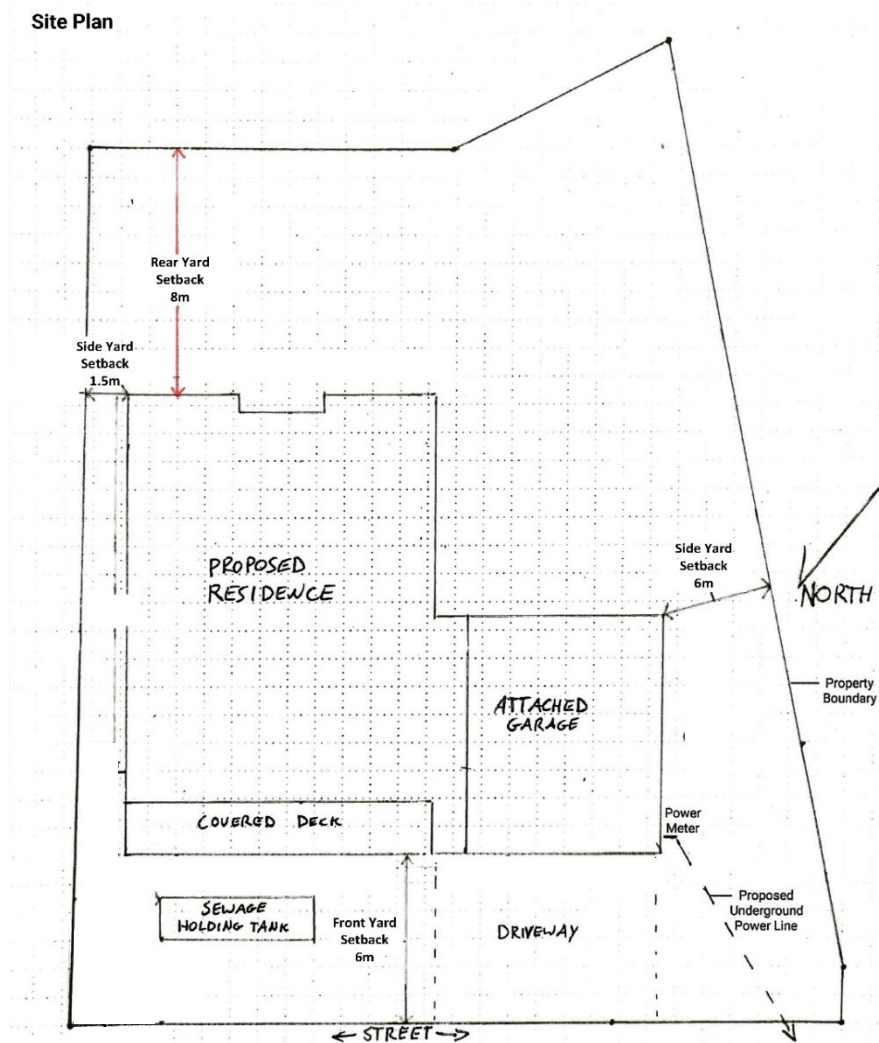 Site Plan
Rear Yard
Setback
8m
Side Yard
Setback
1.5m
PROPOSED
RESIDENCE
Side Yard
Setback
6m
NORTH
Property
Boundary
ATTACHED
GARAGE
COVERED DECK
Power
Meter
SEWAGE
HOLDING TANK
Front Yard
Setback
6m
DRIVEWAY
Proposed
Underground
Power Line
STREET